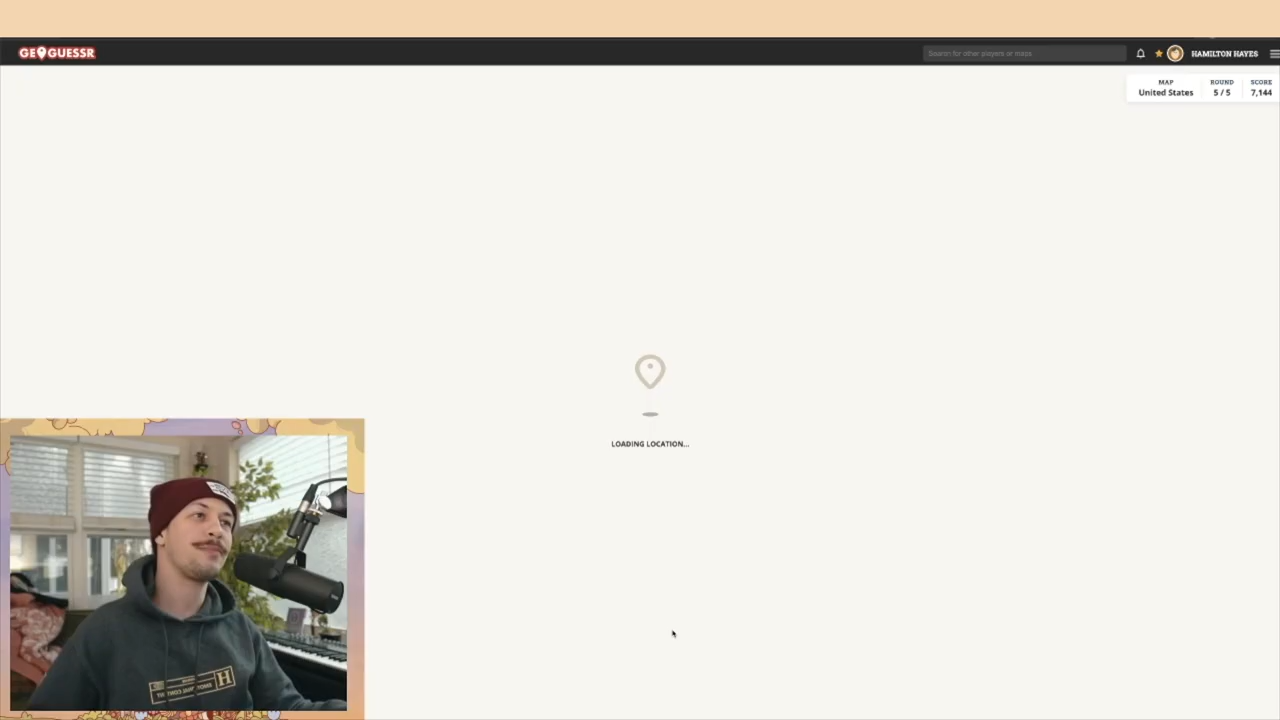 GEOGUESSR
Search for other players or maps
HAMILTON HAYES
MAP ROUND SCORE
United States 5 / 5 7,144
LOADING LOCATION...
H